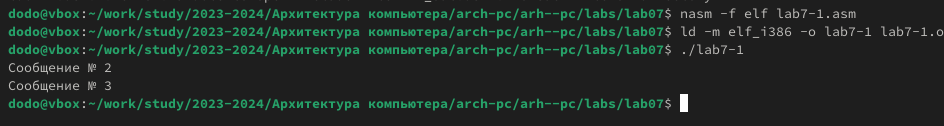 dodo@vbox:~/work/study/2023-2024/Архитектура компьютера/arch-pc/arh--pc/labs/lab07$ nasm -f elf lab7-1.asm
dodo@vbox:~/work/study/2023-2024/Архитектура компьютера/arch-pc/arh--pc/labs/lab07$ ld -m elf_i386 -o lab7-1 lab7-1.o
dodo@vbox:~/work/study/2023-2024/Архитектура компьютера/arch-pc/arh--pc/labs/lab07$ ./lab7-1
Сообщение № 2
Сообщение № 3
dodo@vbox:~/work/study/2023-2024/Архитектура компьютера/arch-pc/arh--pc/labs/lab07$